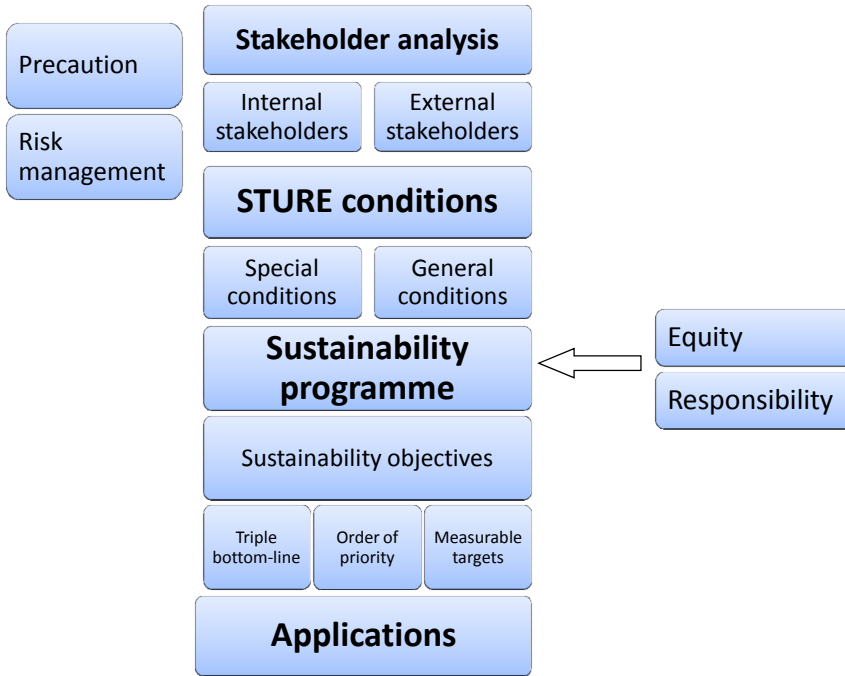 Precaution
Risk
management
Stakeholder analysis
Internal
stakeholders
External
stakeholders
STURE conditions
Special
conditions
General
conditions
Sustainability
programme
Equity
Responsibility
Sustainability objectives
Triple
bottom-line
Order of
priority
Measurable
targets
Applications